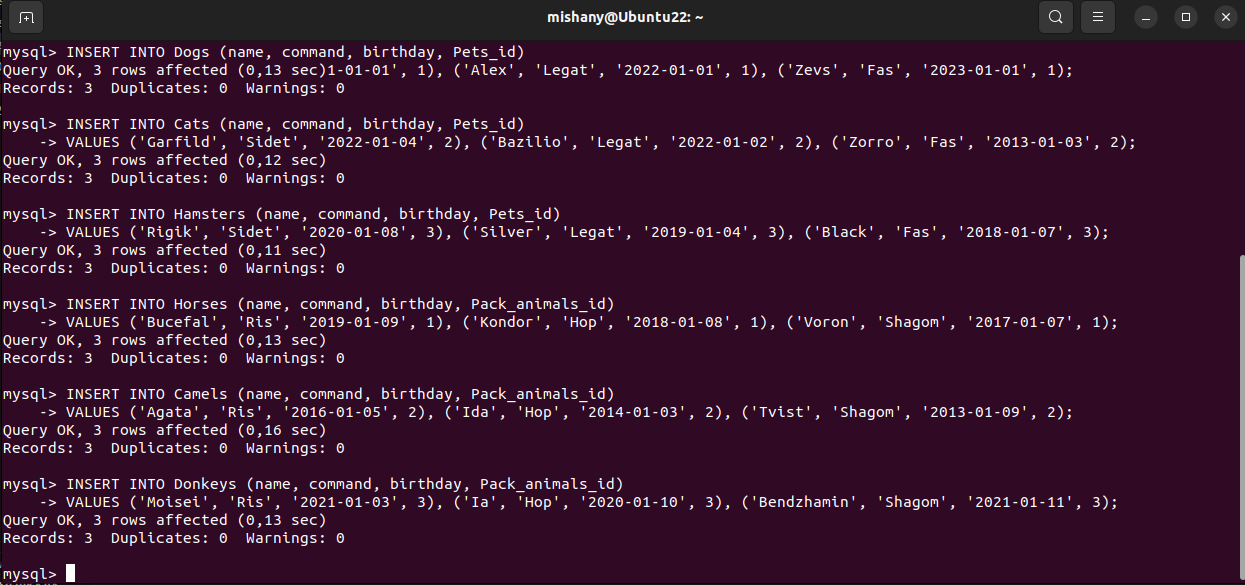 mishany@Ubuntu22: ~
mysql> INSERT INTO Dogs (name, command, birthday, Pets_id)
Query OK, 3 rows affected (0,13 sec)1-01-01', 1), ('Alex', 'Legat', '2022-01-01', 1), ('Zevs', 'Fas', '2023-01-01', 1);
Records: 3  Duplicates: 0  Warnings: 0
mysql> INSERT INTO Cats (name, command, birthday, Pets_id)
    -> VALUES ('Garfild', 'Sidet', '2022-01-04', 2), ('Bazilio', 'Legat', '2022-01-02', 2), ('Zorro', 'Fas', '2013-01-03', 2);
Query OK, 3 rows affected (0,12 sec)
Records: 3  Duplicates: 0  Warnings: 0
mysql> INSERT INTO Hamsters (name, command, birthday, Pets_id)
    -> VALUES ('Rigik', 'Sidet', '2020-01-08', 3), ('Silver', 'Legat', '2019-01-04', 3), ('Black', 'Fas', '2018-01-07', 3);
Query OK, 3 rows affected (0,11 sec)
Records: 3  Duplicates: 0  Warnings: 0
mysql> INSERT INTO Horses (name, command, birthday, Pack_animals_id)
    -> VALUES ('Bucefal', 'Ris', '2019-01-09', 1), ('Kondor', 'Hop', '2018-01-08', 1), ('Voron', 'Shagom', '2017-01-07', 1);
Query OK, 3 rows affected (0,13 sec)
Records: 3  Duplicates: 0  Warnings: 0
mysql> INSERT INTO Camels (name, command, birthday, Pack_animals_id)
    -> VALUES ('Agata', 'Ris', '2016-01-05', 2), ('Ida', 'Hop', '2014-01-03', 2), ('Tvist', 'Shagom', '2013-01-09', 2);
Query OK, 3 rows affected (0,16 sec)
Records: 3  Duplicates: 0  Warnings: 0
mysql> INSERT INTO Donkeys (name, command, birthday, Pack_animals_id)
    -> VALUES ('Moisei', 'Ris', '2021-01-03', 3), ('Ia', 'Hop', '2020-01-10', 3), ('Bendzhamin', 'Shagom', '2021-01-11', 3);
Query OK, 3 rows affected (0,13 sec)
Records: 3  Duplicates: 0  Warnings: 0
mysql>